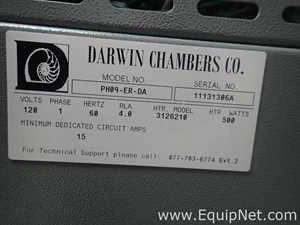 DARWIN CHAMBERS CO.
MODEL NO. SERIAL NO.
PH09-ER-DA 11131306A
VOLTS PHASE HERTZ RLA HTR. MODEL HTR. WATTS
120 1 60 4.0 3126210 500
MINIMUM DEDICATED CIRCUIT AMPS
15
For Technical Support please call: 877-783-6774 Ext.2
www.EquipNet.com